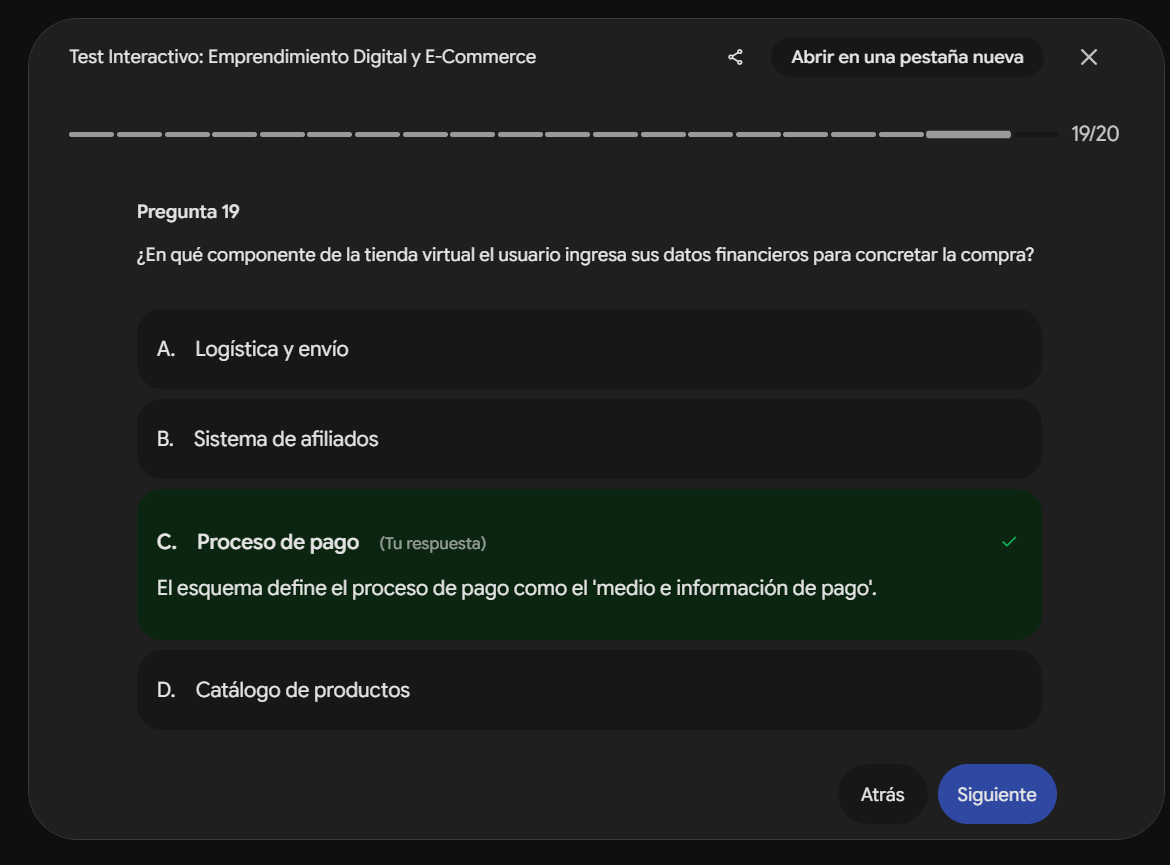 Test Interactivo: Emprendimiento Digital y E-Commerce
Abrir en una pestaña nueva
19/20
Pregunta 19
¿En qué componente de la tienda virtual el usuario ingresa sus datos financieros para concretar la compra?
A. Logística y envío
B. Sistema de afiliados
C. Proceso de pago (Tu respuesta)
El esquema define el proceso de pago como el 'medio e información de pago'.
D. Catálogo de productos
Atrás
Siguiente